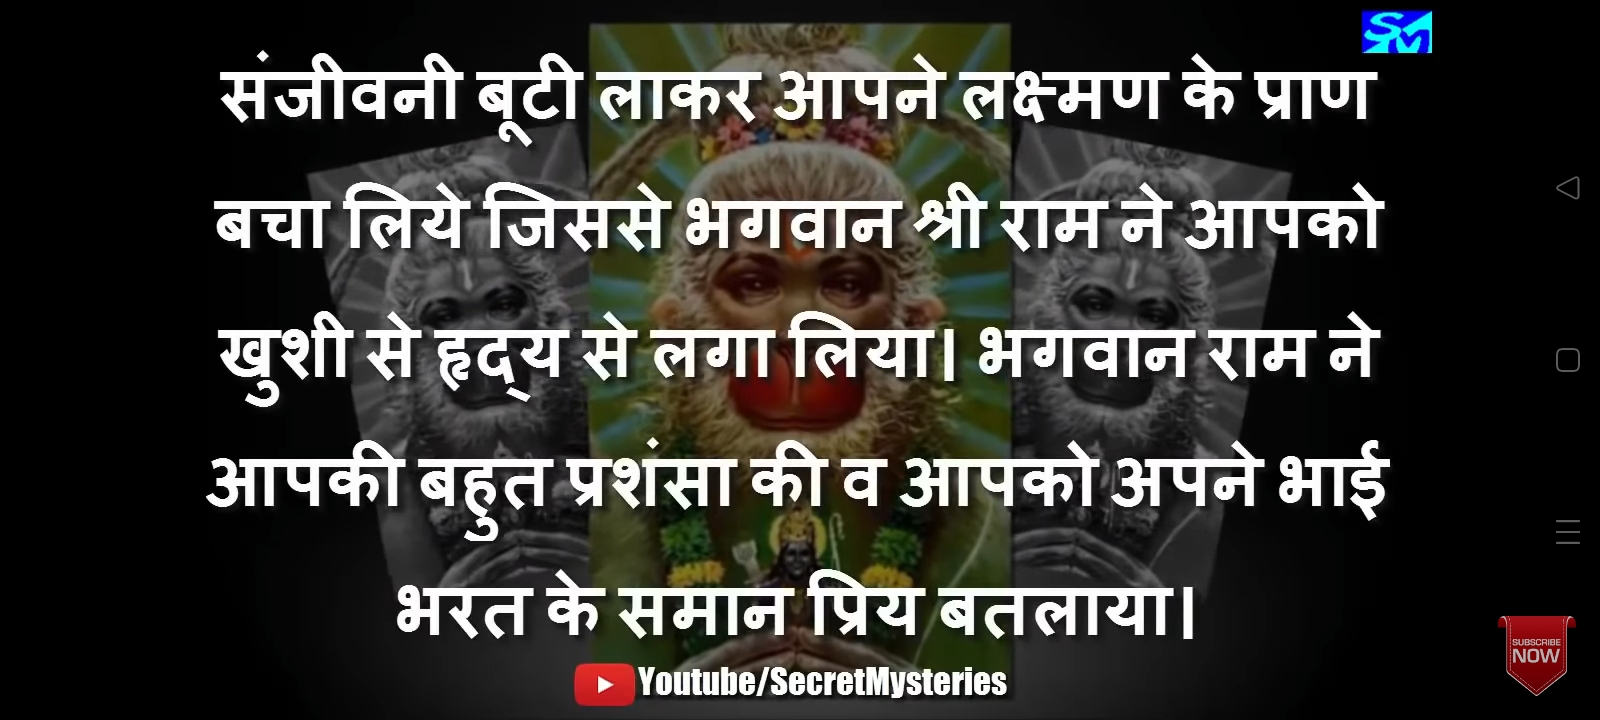 SM
संजीवनी बूटी लाकर आपने लक्ष्मण के प्राण
बचा लिये जिससे भगवान श्री राम ने आपको
खुशी से हृद्‌य से लगा लिया। भगवान राम ने
आपकी बहुत प्रशंसा की व आपको अपने भाई
भरत के समान प्रिय बतलाया।
Youtube/SecretMysteries
SUBSCRIBE
NOW